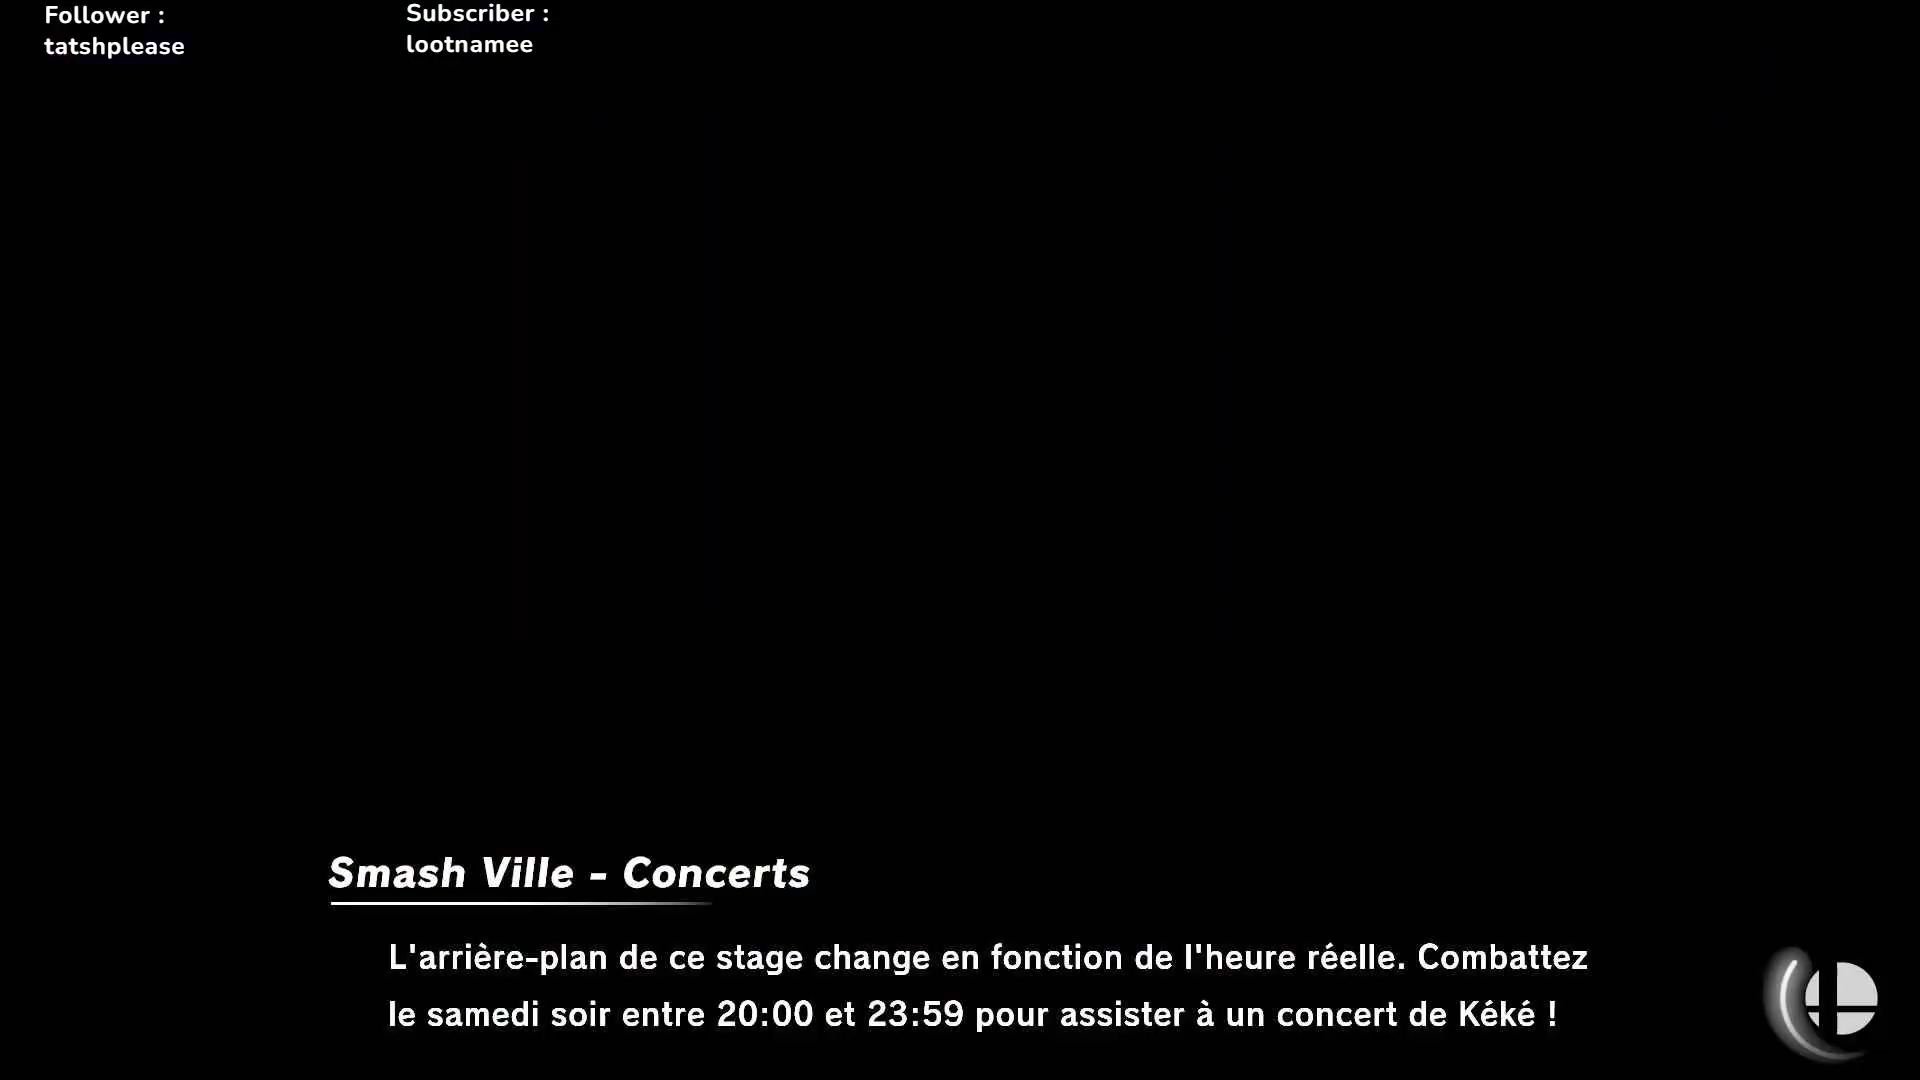 Follower :
tatshplease
Subscriber :
lootnamee
Smash Ville - Concerts
L'arrière-plan de ce stage change en fonction de l'heure réelle. Combattez
le samedi soir entre 20:00 et 23:59 pour assister à un concert de Kéké !